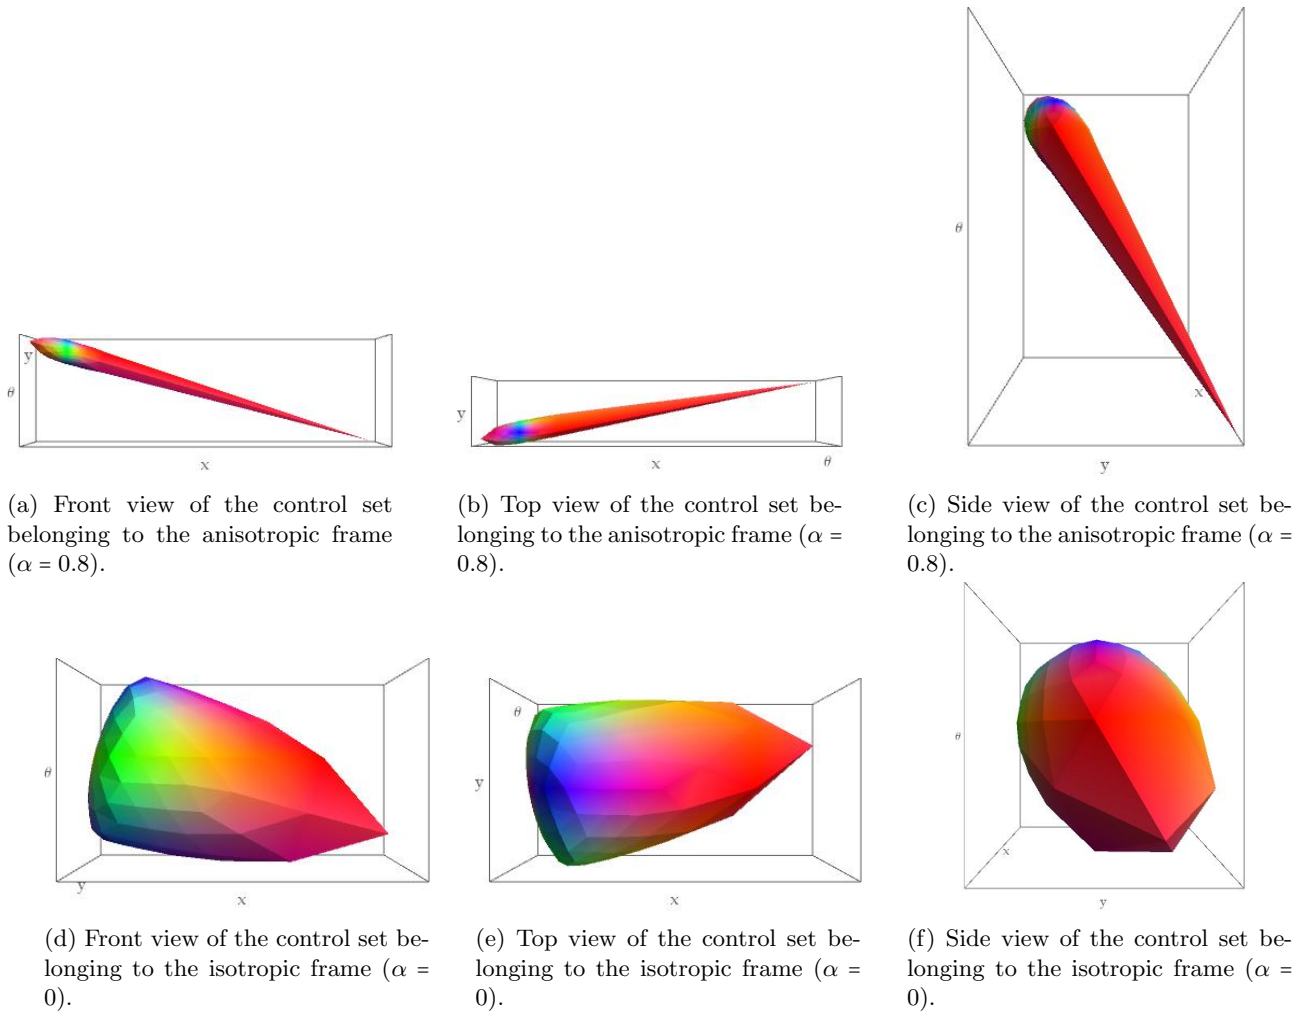 y
θ
x
y
x
θ
θ
x
y
(a) Front view of the control set
belonging to the anisotropic frame
(α = 0.8).
(b) Top view of the control set be-
longing to the anisotropic frame (α =
0.8).
(c) Side view of the control set be-
longing to the anisotropic frame (α =
0.8).
θ
y
x
θ
y
x
θ
x
y
(d) Front view of the control set be-
longing to the isotropic frame (α =
0).
(e) Top view of the control set be-
longing to the isotropic frame (α =
0).
(f) Side view of the control set be-
longing to the isotropic frame (α =
0).